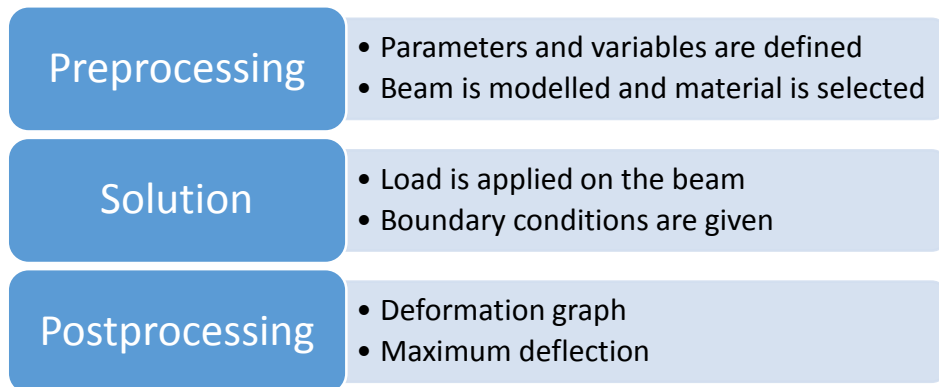 Preprocessing
• Parameters and variables are defined
• Beam is modelled and material is selected
Solution
• Load is applied on the beam
• Boundary conditions are given
Postprocessing
• Deformation graph
• Maximum deflection